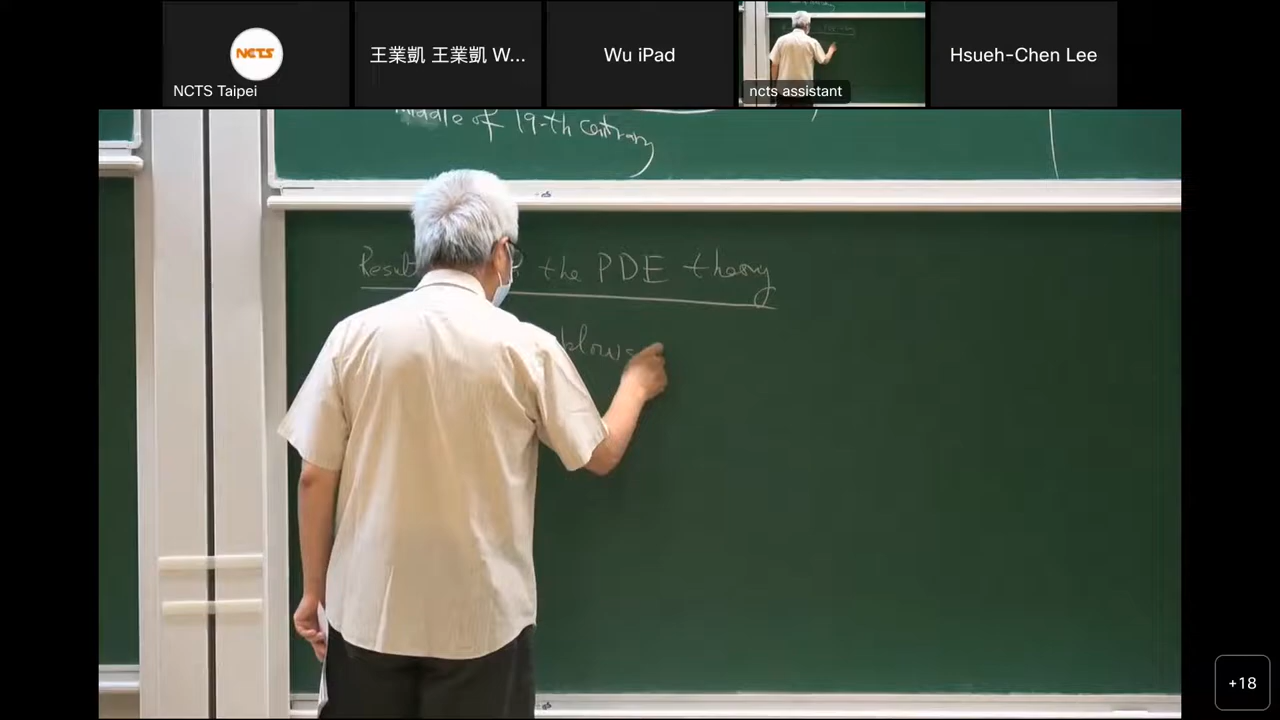 NCTS
NCTS Taipei
王業凱 王業凱 W...
Wu iPad
ncts assistant
Hsueh-Chen Lee
middle of 19-th century
the PDE theory
blows
+18